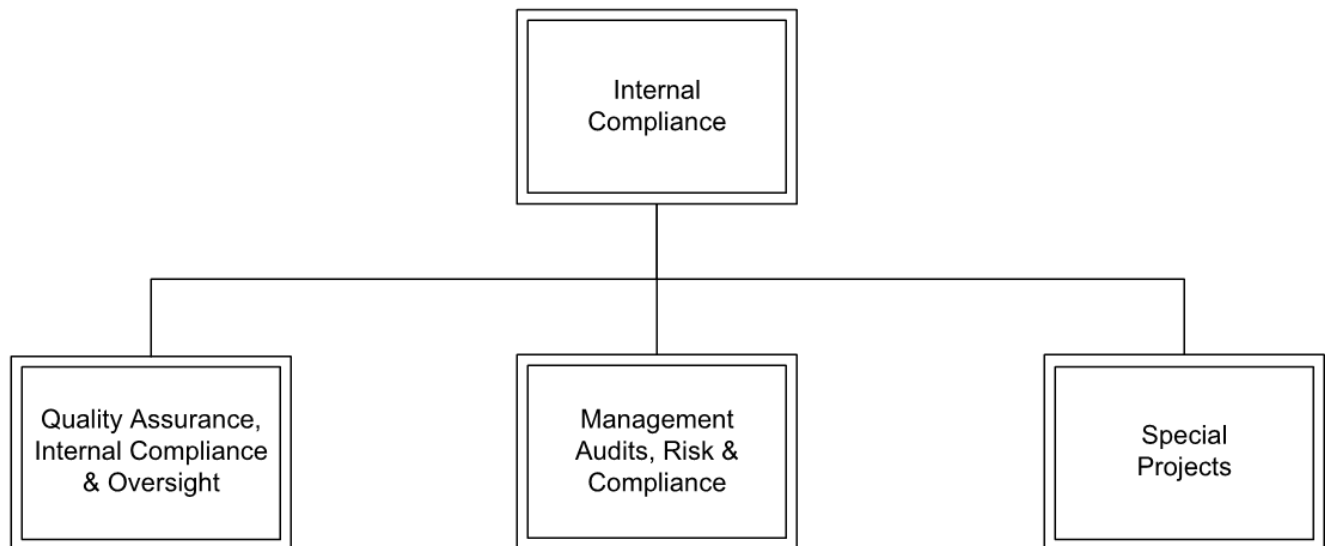 Internal
Compliance
Quality Assurance,
Internal Compliance
& Oversight
Management
Audits, Risk &
Compliance
Special
Projects